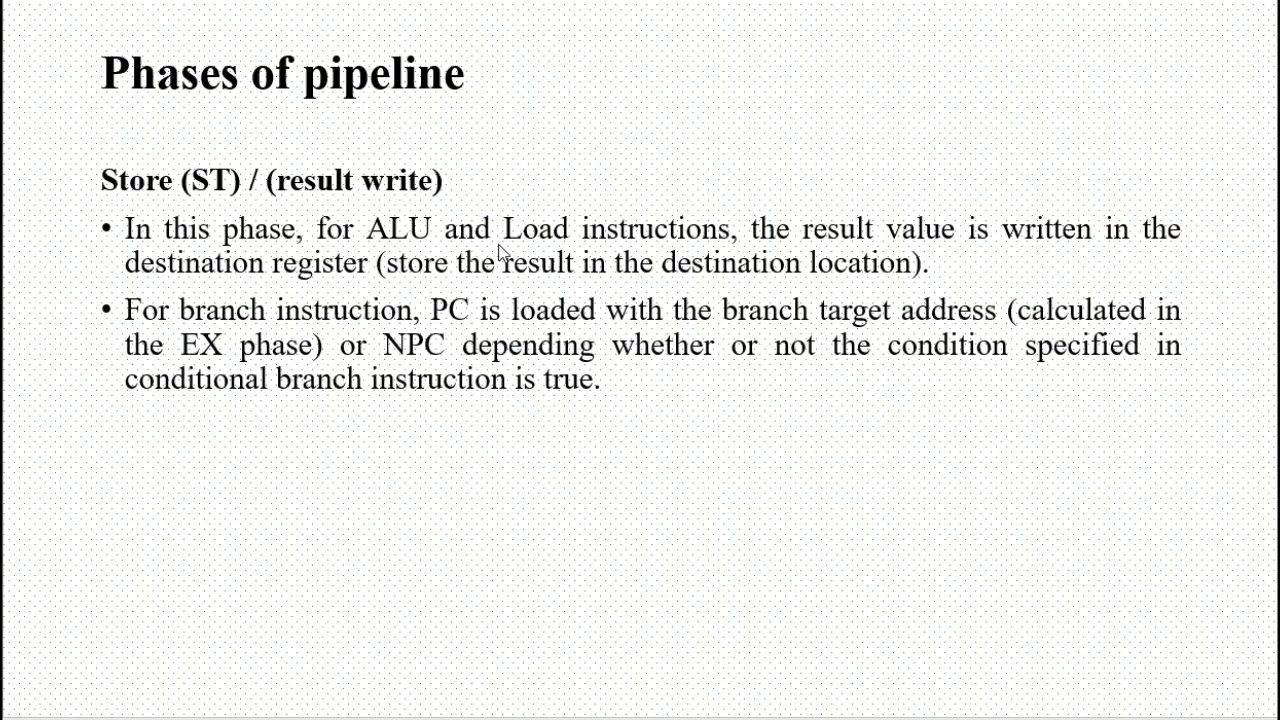 Phases of pipeline
Store (ST) / (result write)
• In this phase, for ALU and Load instructions, the result value is written in the
destination register (store the result in the destination location).
• For branch instruction, PC is loaded with the branch target address (calculated in
the EX phase) or NPC depending whether or not the condition specified in
conditional branch instruction is true.